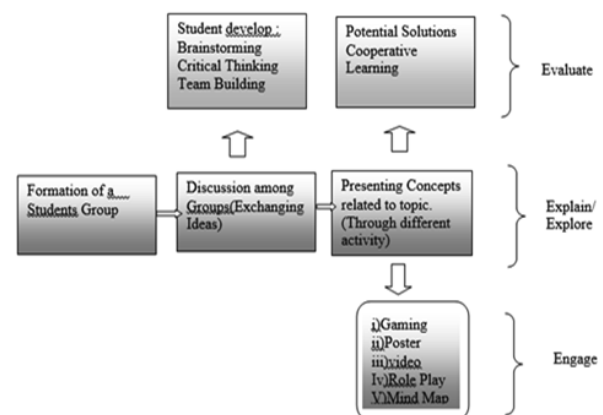 Student develop :
Brainstorming
Critical Thinking
Team Building
Potential Solutions
Cooperative
Learning
Evaluate
Formation of a
Students Group
Discussion among
Groups(Exchanging
Ideas)
Presenting Concepts
related to topic.
(Through different
activity)
Explain/
Explore
i)Gaming
ii)Poster
iii)video
Iv)Role Play
V)Mind Map
Engage